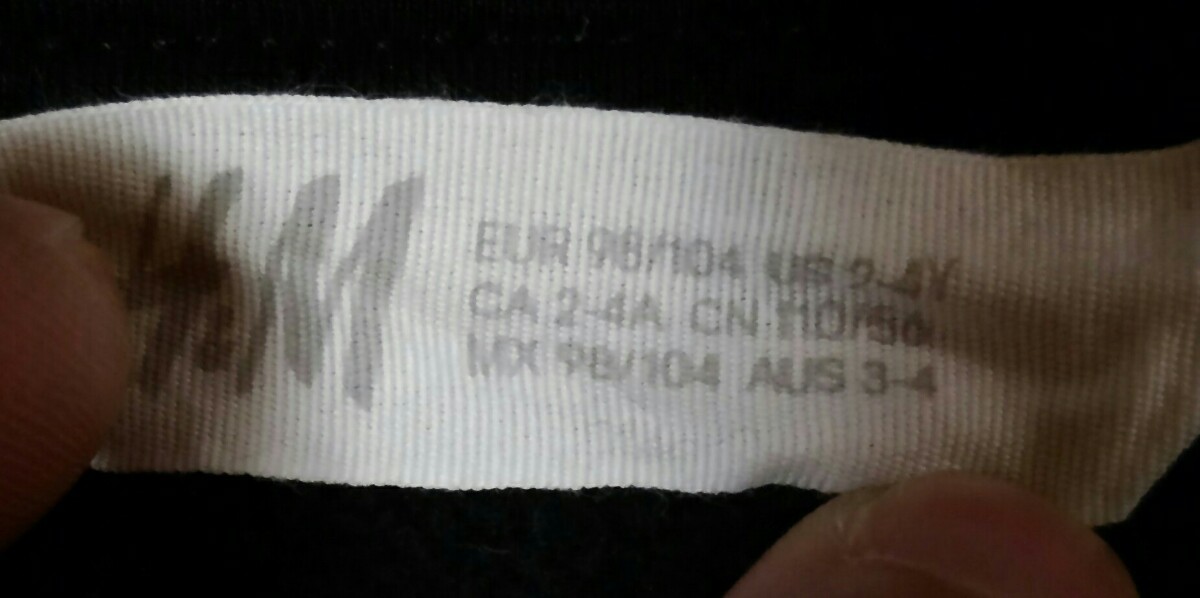 H&M
EUR 98/104 US 2-4Y
CA 2-4A CN 110/56
MX 98/104 AUS 3-4